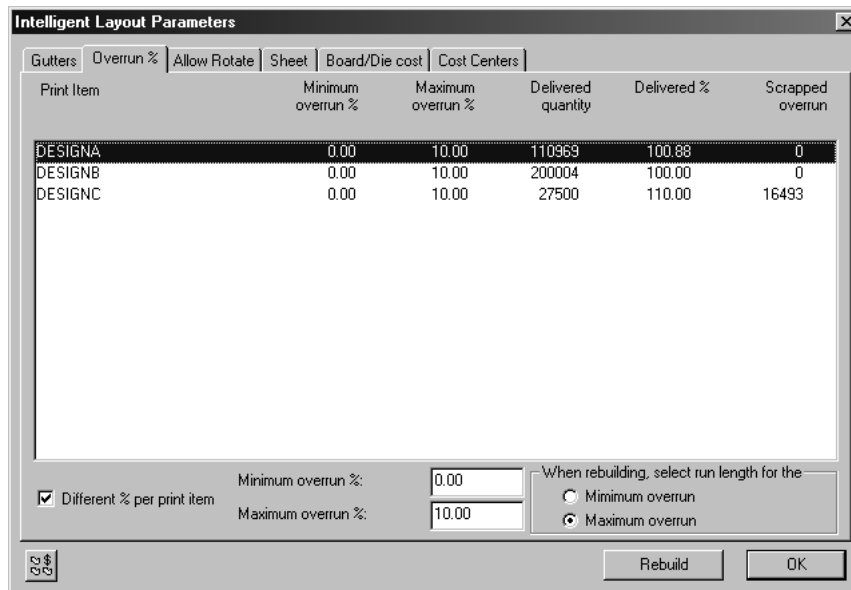 Intelligent Layout Parameters
Gutters Overrun % Allow Rotate Sheet Board/Die cost Cost Centers
Print Item Minimum overrun % Maximum overrun % Delivered quantity Delivered % Scrapped overrun
DESIGNA 0.00 10.00 110969 100.88 0
DESIGNB 0.00 10.00 200004 100.00 0
DESIGNC 0.00 10.00 27500 110.00 16493
Different % per print item
Minimum overrun %: 0.00
Maximum overrun %: 10.00
When rebuilding, select run length for the
Mimimum overrun
Maximum overrun
Rebuild OK